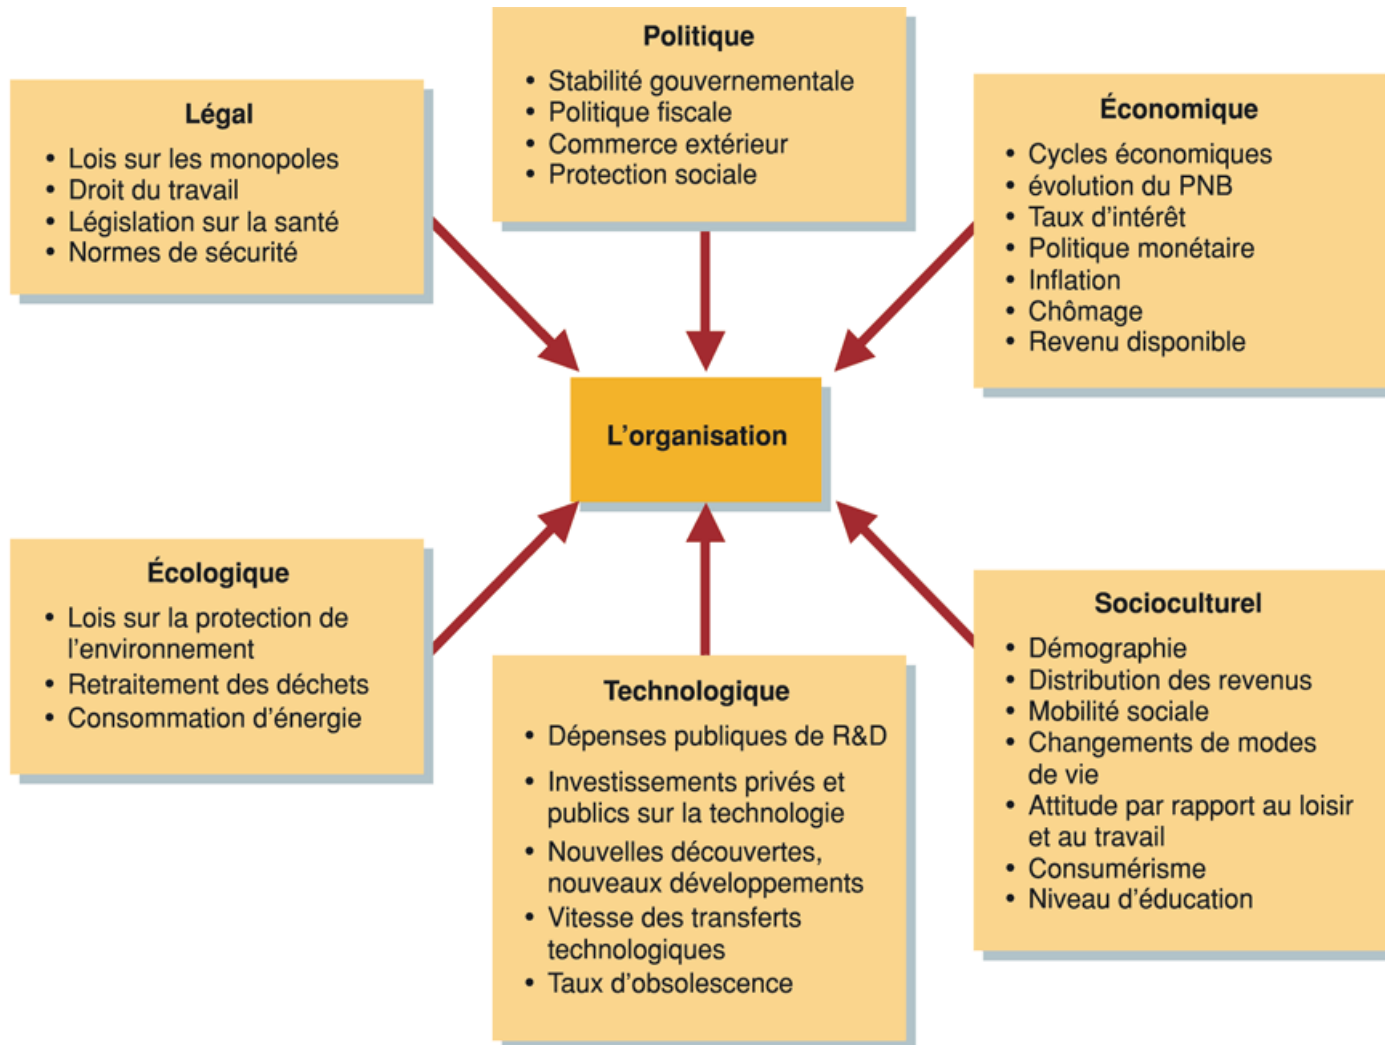 Politique
• Stabilité gouvernementale
• Politique fiscale
• Commerce extérieur
• Protection sociale
Légal
• Lois sur les monopoles
• Droit du travail
• Législation sur la santé
• Normes de sécurité
Économique
• Cycles économiques
• évolution du PNB
• Taux d'intérêt
• Politique monétaire
• Inflation
• Chômage
• Revenu disponible
L'organisation
Écologique
• Lois sur la protection de
l'environnement
• Retraitement des déchets
• Consommation d'énergie
Technologique
• Dépenses publiques de R&D
• Investissements privés et
publics sur la technologie
• Nouvelles découvertes,
nouveaux développements
• Vitesse des transferts
technologiques
• Taux d'obsolescence
Socioculturel
• Démographie
• Distribution des revenus
• Mobilité sociale
• Changements de modes
de vie
• Attitude par rapport au loisir
et au travail
• Consumérisme
• Niveau d'éducation